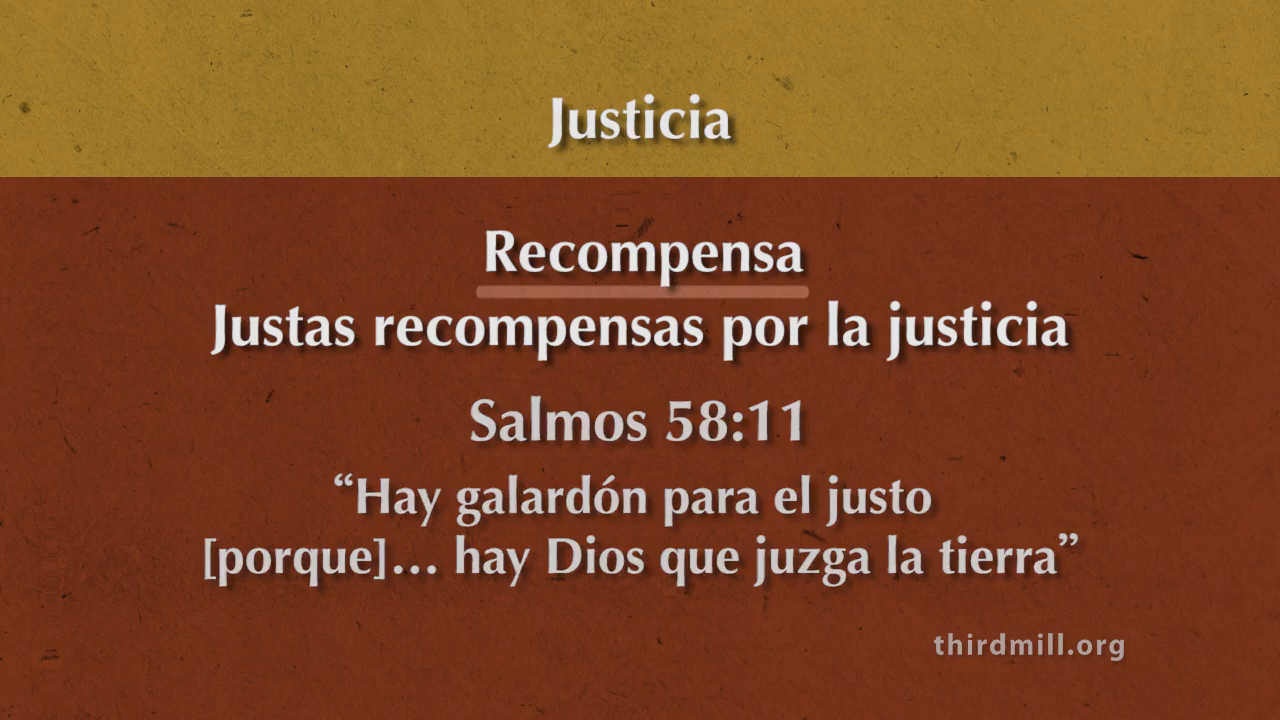 Justicia
Recompensa
Justas recompensas por la justicia
Salmos 58:11
“Hay galardón para el justo
[porque]... hay Dios que juzga la tierra”
thirdmill.org